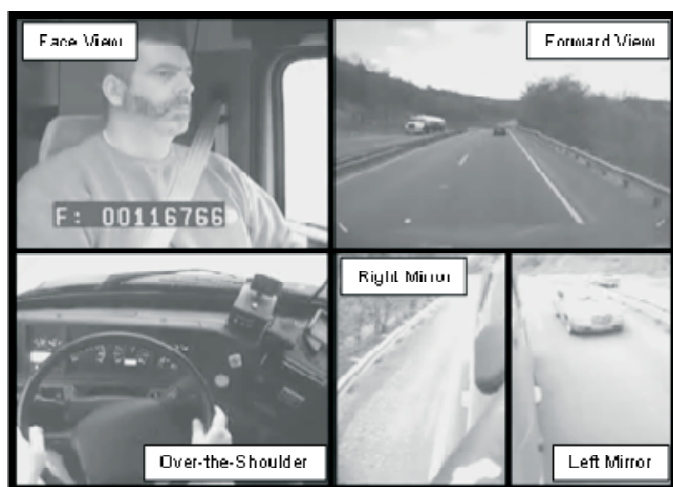 Face View
Forward View
F: 00116766
Right Mirror
Over-the-Shoulder
Left Mirror